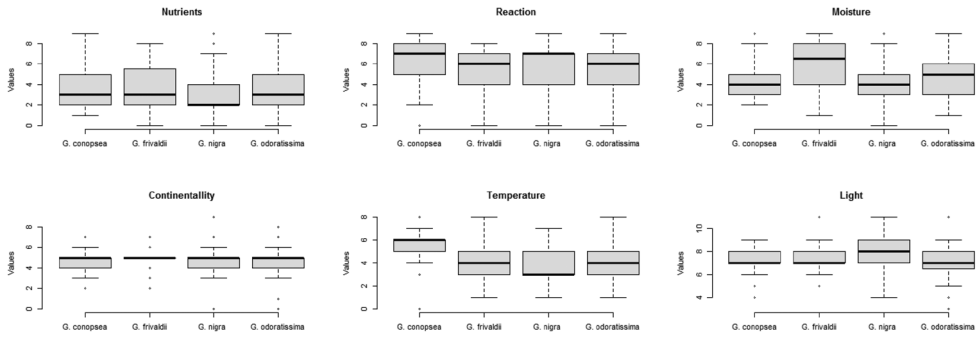 Nutrients
Values
0 2 4 6 8
G. conopsea G. frivaldii G. nigra G. odoratissima
Reaction
Values
0 2 4 6 8
G. conopsea G. frivaldii G. nigra G. odoratissima
Moisture
Values
0 2 4 6 8
G. conopsea G. frivaldii G. nigra G. odoratissima
Continentallity
Values
0 2 4 6 8
G. conopsea G. frivaldii G. nigra G. odoratissima
Temperature
Values
0 2 4 6 8
G. conopsea G. frivaldii G. nigra G. odoratissima
Light
Values
4 6 8 10
G. conopsea G. frivaldii G. nigra G. odoratissima